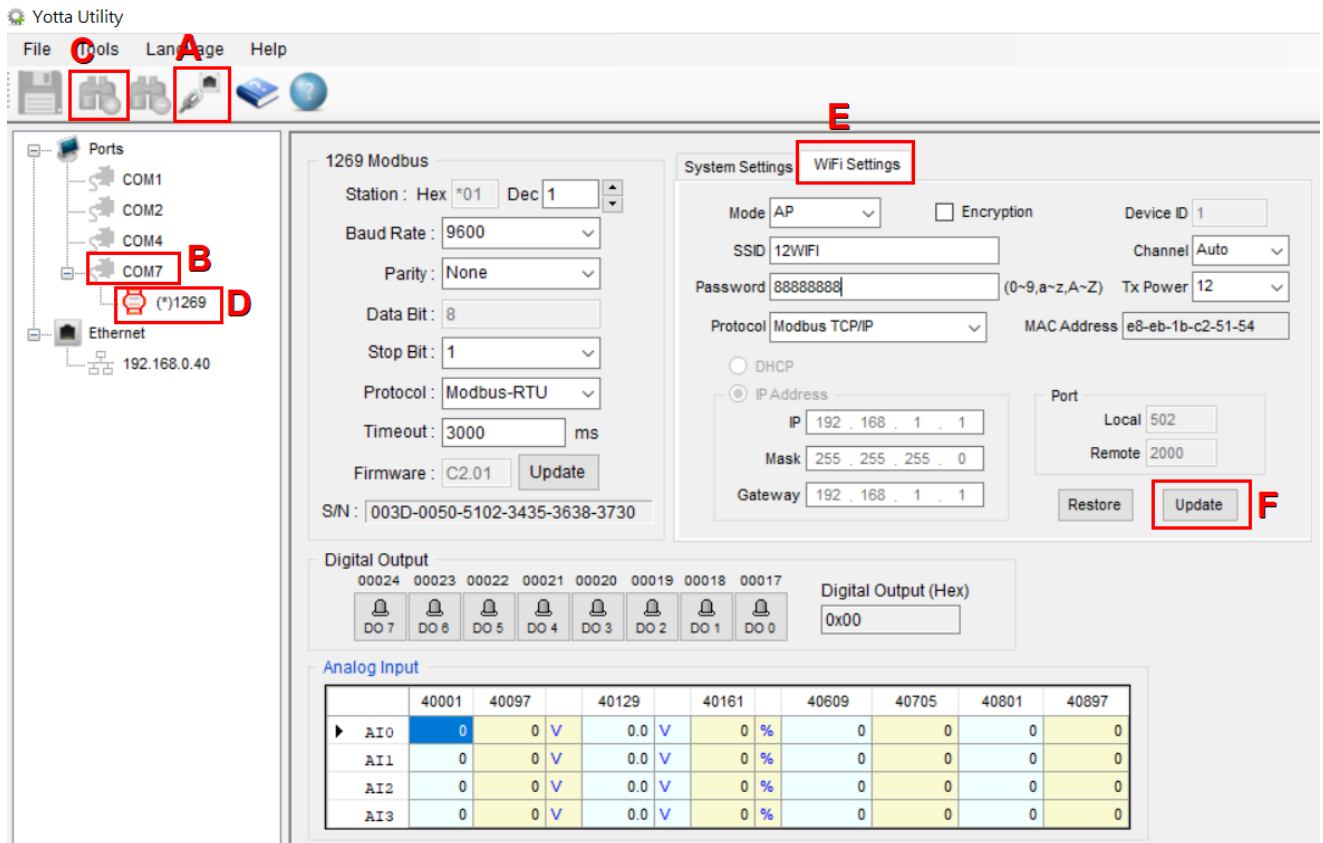 Yotta Utility
File Tools Language Help
C A
Ports
COM1
COM2
COM4
COM7 B
(*)1269 D
Ethernet
192.168.0.40
1269 Modbus
Station : Hex *01 Dec 1
Baud Rate : 9600
Parity : None
Data Bit : 8
Stop Bit : 1
Protocol : Modbus-RTU
Timeout : 3000 ms
Firmware : C2.01 Update
S/N : 003D-0050-5102-3435-3638-3730
E
System Settings WiFi Settings
Mode AP Encryption Device ID 1
SSID 12WIFI Channel Auto
Password 88888888 (0~9,a~z,A~Z) Tx Power 12
Protocol Modbus TCP/IP MAC Address e8-eb-1b-c2-51-54
DHCP
IP Address
IP 192 . 168 . 1 . 1
Mask 255 . 255 . 255 . 0
Gateway 192 . 168 . 1 . 1
Port
Local 502
Remote 2000
Restore Update F
Digital Output
00024 00023 00022 00021 00020 00019 00018 00017
DO 7 DO 6 DO 5 DO 4 DO 3 DO 2 DO 1 DO 0
Digital Output (Hex)
0x00
Analog Input
40001 40097 40129 40161 40609 40705 40801 40897
AI0 0 0 V 0.0 V 0 % 0 0 0 0
AI1 0 0 V 0.0 V 0 % 0 0 0 0
AI2 0 0 V 0.0 V 0 % 0 0 0 0
AI3 0 0 V 0.0 V 0 % 0 0 0 0